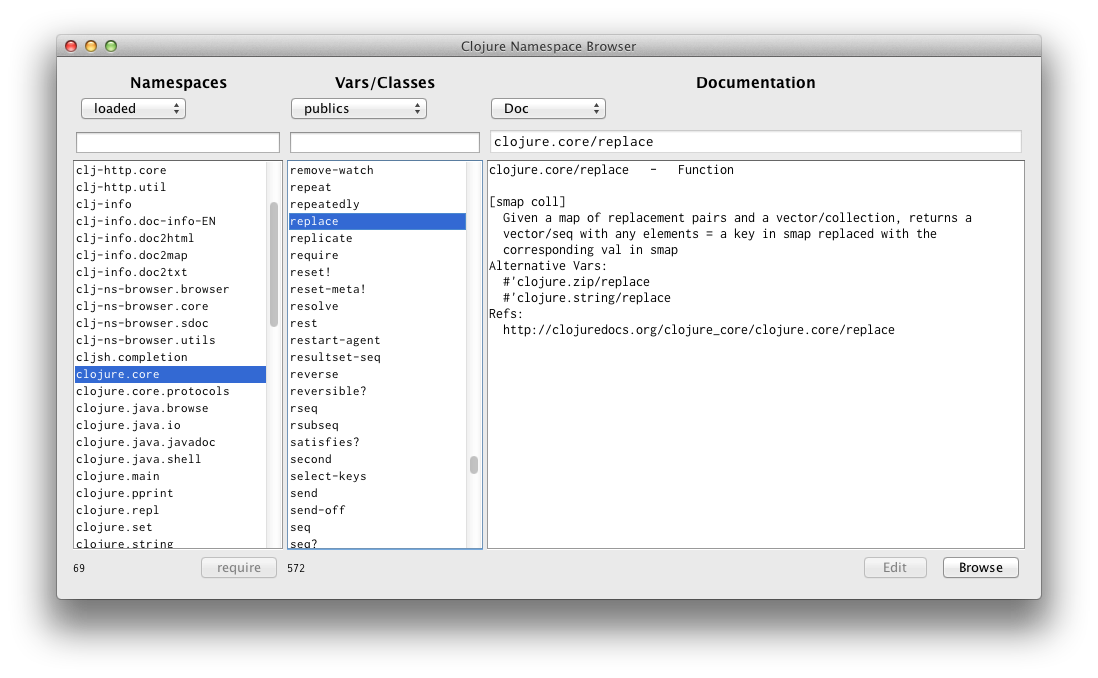 Clojure Namespace Browser
Namespaces
Vars/Classes
Documentation
loaded
publics
Doc
clojure.core/replace
clj-http.core
clj-http.util
clj-info
clj-info.doc-info-EN
clj-info.doc2html
clj-info.doc2map
clj-info.doc2txt
clj-ns-browser.browser
clj-ns-browser.core
clj-ns-browser.sdoc
clj-ns-browser.utils
cljsh.completion
clojure.core
clojure.core.protocols
clojure.java.browse
clojure.java.io
clojure.java.javadoc
clojure.java.shell
clojure.main
clojure.pprint
clojure.repl
clojure.set
clojure.string
remove-watch
repeat
repeatedly
replace
replicate
require
reset!
reset-meta!
resolve
rest
restart-agent
resultset-seq
reverse
reversible?
rseq
rsubseq
satisfies?
second
select-keys
send
send-off
seq
seq?
clojure.core/replace   -   Function
[smap coll]
Given a map of replacement pairs and a vector/collection, returns a
vector/seq with any elements = a key in smap replaced with the
corresponding val in smap
Alternative Vars:
#'clojure.zip/replace
#'clojure.string/replace
Refs:
http://clojuredocs.org/clojure_core/clojure.core/replace
69
require
572
Edit
Browse